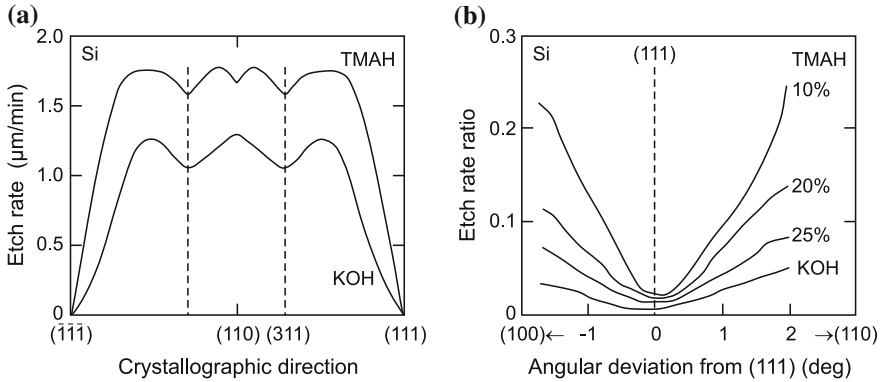 (a)
2.0
1.5
1.0
0.5
0
Etch rate (μm/min)
Si
TMAH
KOH
(1̄1̄1̄)
(110)
(311)
(111)
Crystallographic direction
(b)
0.3
0.2
0.1
0
Etch rate ratio
Si
(111)
TMAH
10%
20%
25%
KOH
(100)←
-1
0
1
2
→(110)
Angular deviation from (111) (deg)